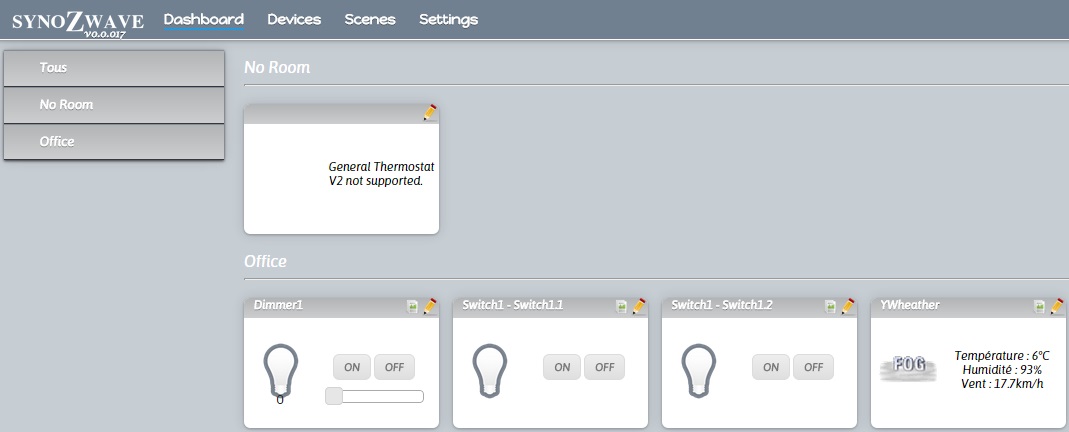 SYNOZWAVE Dashboard Devices Scenes Settings
v0.0.017
Tous
No Room
Office
No Room
General Thermostat
V2 not supported.
Office
Dimmer1
ON OFF
0
Switch1 - Switch1.1
ON OFF
Switch1 - Switch1.2
ON OFF
YWheather
FOG
Température : 6°C
Humidité : 93%
Vent : 17.7km/h